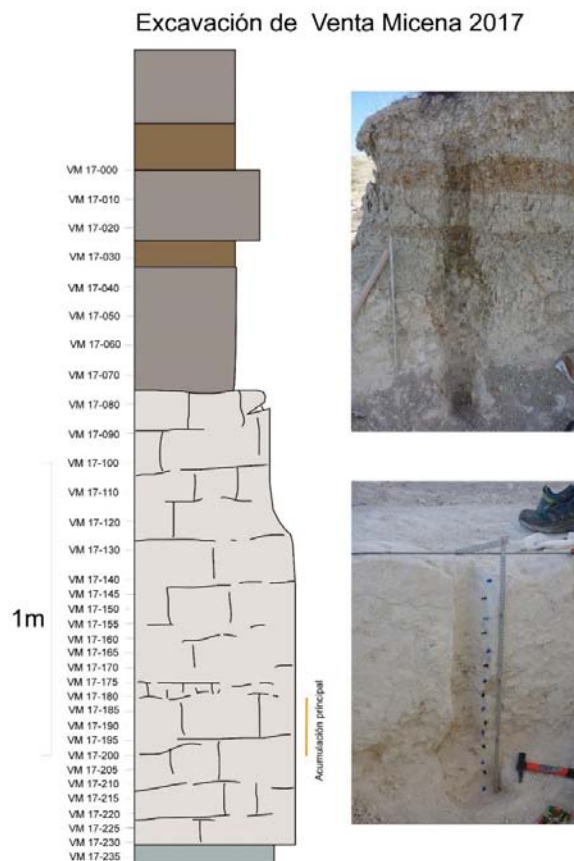 Excavación de Venta Micena 2017
VM 17-000
VM 17-010
VM 17-020
VM 17-030
VM 17-040
VM 17-050
VM 17-060
VM 17-070
VM 17-080
VM 17-090
VM 17-100
VM 17-110
VM 17-120
VM 17-130
VM 17-140
VM 17-145
VM 17-150
VM 17-155
VM 17-160
VM 17-165
VM 17-170
VM 17-175
VM 17-180
VM 17-185
VM 17-190
VM 17-195
VM 17-200
VM 17-205
VM 17-210
VM 17-215
VM 17-220
VM 17-225
VM 17-230
VM 17-235
1m
Acumulación principal